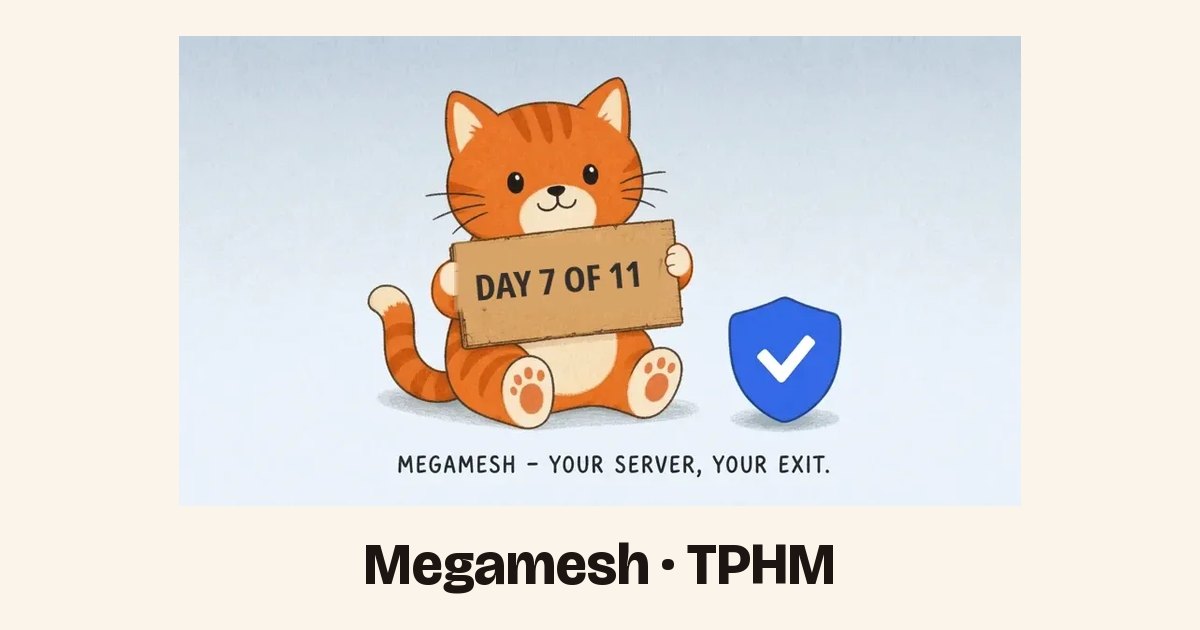 DAY 7 OF 11
MEGAMESH – YOUR SERVER, YOUR EXIT.
Megamesh · TPHM